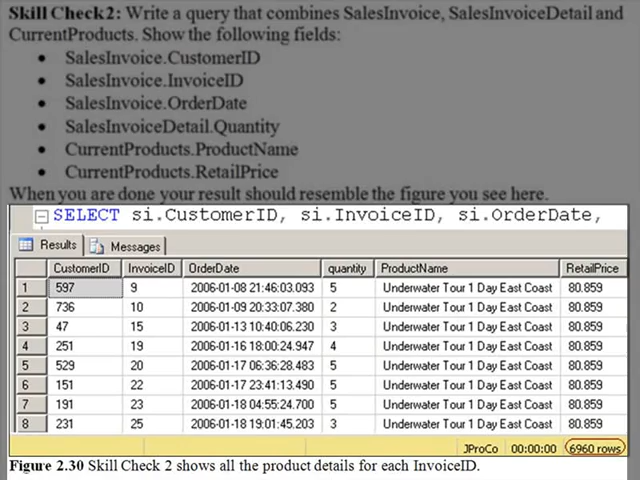 Skill Check 2: Write a query that combines SalesInvoice, SalesInvoiceDetail and
CurrentProducts. Show the following fields:
• SalesInvoice.CustomerID
• SalesInvoice.InvoiceID
• SalesInvoice.OrderDate
• SalesInvoiceDetail.Quantity
• CurrentProducts.ProductName
• CurrentProducts.RetailPrice
When you are done your result should resemble the figure you see here.
SELECT si.CustomerID, si.InvoiceID, si.OrderDate,
Results Messages
CustomerID InvoiceID OrderDate quantity ProductName RetailPrice
1 597 9 2006-01-08 21:46:03.093 5 Underwater Tour 1 Day East Coast 80.859
2 736 10 2006-01-09 20:33:07.380 2 Underwater Tour 1 Day East Coast 80.859
3 47 15 2006-01-13 10:40:06.230 3 Underwater Tour 1 Day East Coast 80.859
4 251 19 2006-01-16 18:00:24.947 4 Underwater Tour 1 Day East Coast 80.859
5 529 20 2006-01-17 06:36:28.483 5 Underwater Tour 1 Day East Coast 80.859
6 151 22 2006-01-17 23:41:13.490 5 Underwater Tour 1 Day East Coast 80.859
7 191 23 2006-01-18 04:55:24.700 5 Underwater Tour 1 Day East Coast 80.859
8 231 25 2006-01-18 19:01:45.203 3 Underwater Tour 1 Day East Coast 80.859
JProCo 00:00:00 6960 rows
Figure 2.30 Skill Check 2 shows all the product details for each InvoiceID.